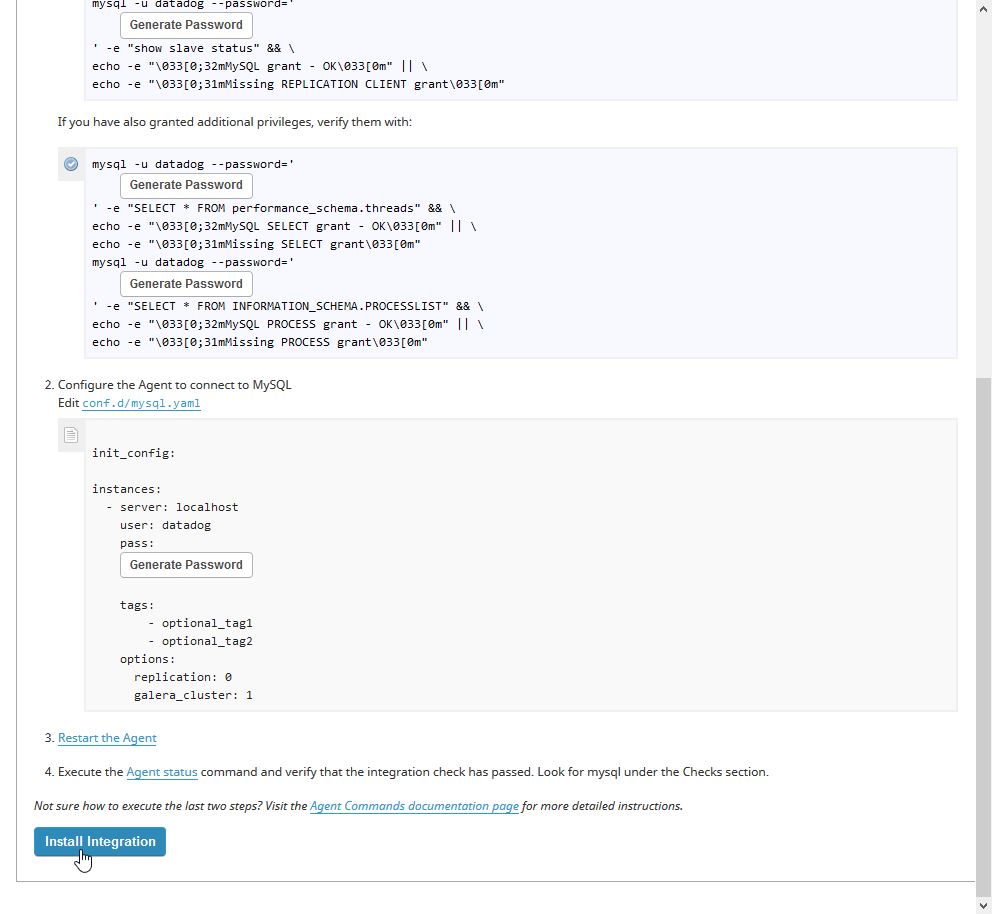 mysql -u datadog --password='
Generate Password
' -e "show slave status" && \
echo -e "\033[0;32mMySQL grant - OK\033[0m" || \
echo -e "\033[0;31mMissing REPLICATION CLIENT grant\033[0m"
If you have also granted additional privileges, verify them with:
mysql -u datadog --password='
Generate Password
' -e "SELECT * FROM performance_schema.threads" && \
echo -e "\033[0;32mMySQL SELECT grant - OK\033[0m" || \
echo -e "\033[0;31mMissing SELECT grant\033[0m"
mysql -u datadog --password='
Generate Password
' -e "SELECT * FROM INFORMATION_SCHEMA.PROCESSLIST" && \
echo -e "\033[0;32mMySQL PROCESS grant - OK\033[0m" || \
echo -e "\033[0;31mMissing PROCESS grant\033[0m"
2. Configure the Agent to connect to MySQL
Edit conf.d/mysql.yaml
init_config:
instances:
- server: localhost
user: datadog
pass:
Generate Password
tags:
- optional_tag1
- optional_tag2
options:
replication: 0
galera_cluster: 1
3. Restart the Agent
4. Execute the Agent status command and verify that the integration check has passed. Look for mysql under the Checks section.
Not sure how to execute the last two steps? Visit the Agent Commands documentation page for more detailed instructions.
Install Integration